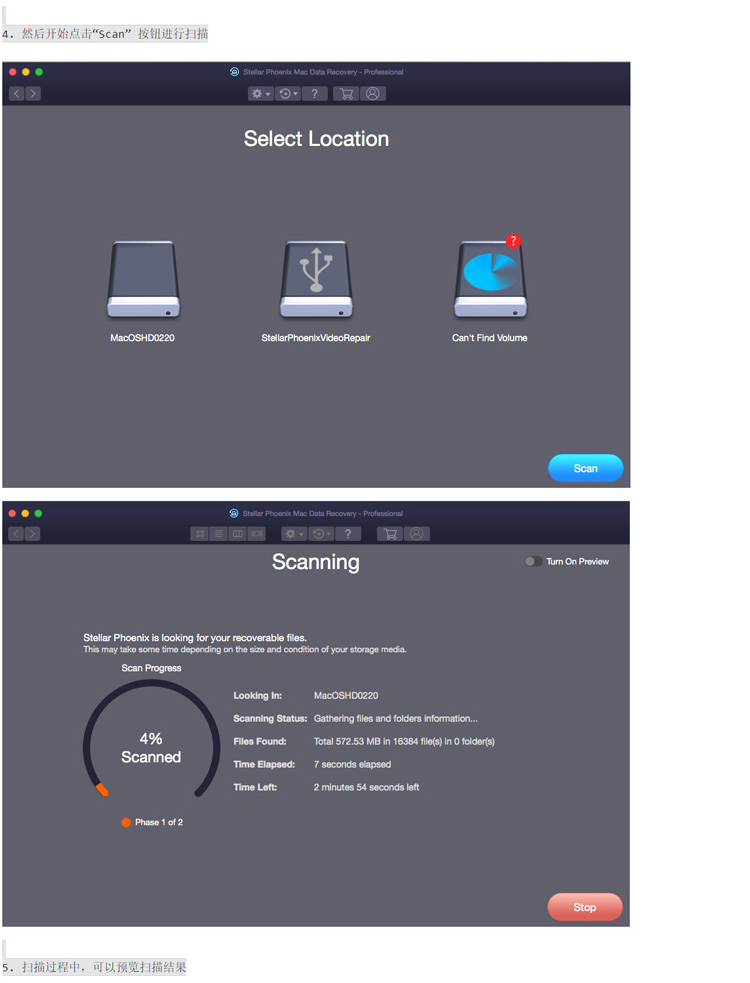 4. 然后开始点击“Scan” 按钮进行扫描
Stellar Phoenix Mac Data Recovery - Professional
?
Select Location
?
MacOSHD0220
StellarPhoenixVideoRepair
Can't Find Volume
Scan
Stellar Phoenix Mac Data Recovery - Professional
?
Scanning
Turn On Preview
Stellar Phoenix is looking for your recoverable files.
This may take some time depending on the size and condition of your storage media.
Scan Progress
Looking In: MacOSHD0220
Scanning Status: Gathering files and folders information...
4%
Files Found: Total 572.53 MB in 16384 file(s) in 0 folder(s)
Scanned
Time Elapsed: 7 seconds elapsed
Time Left: 2 minutes 54 seconds left
Phase 1 of 2
Stop
5. 扫描过程中，可以预览扫描结果